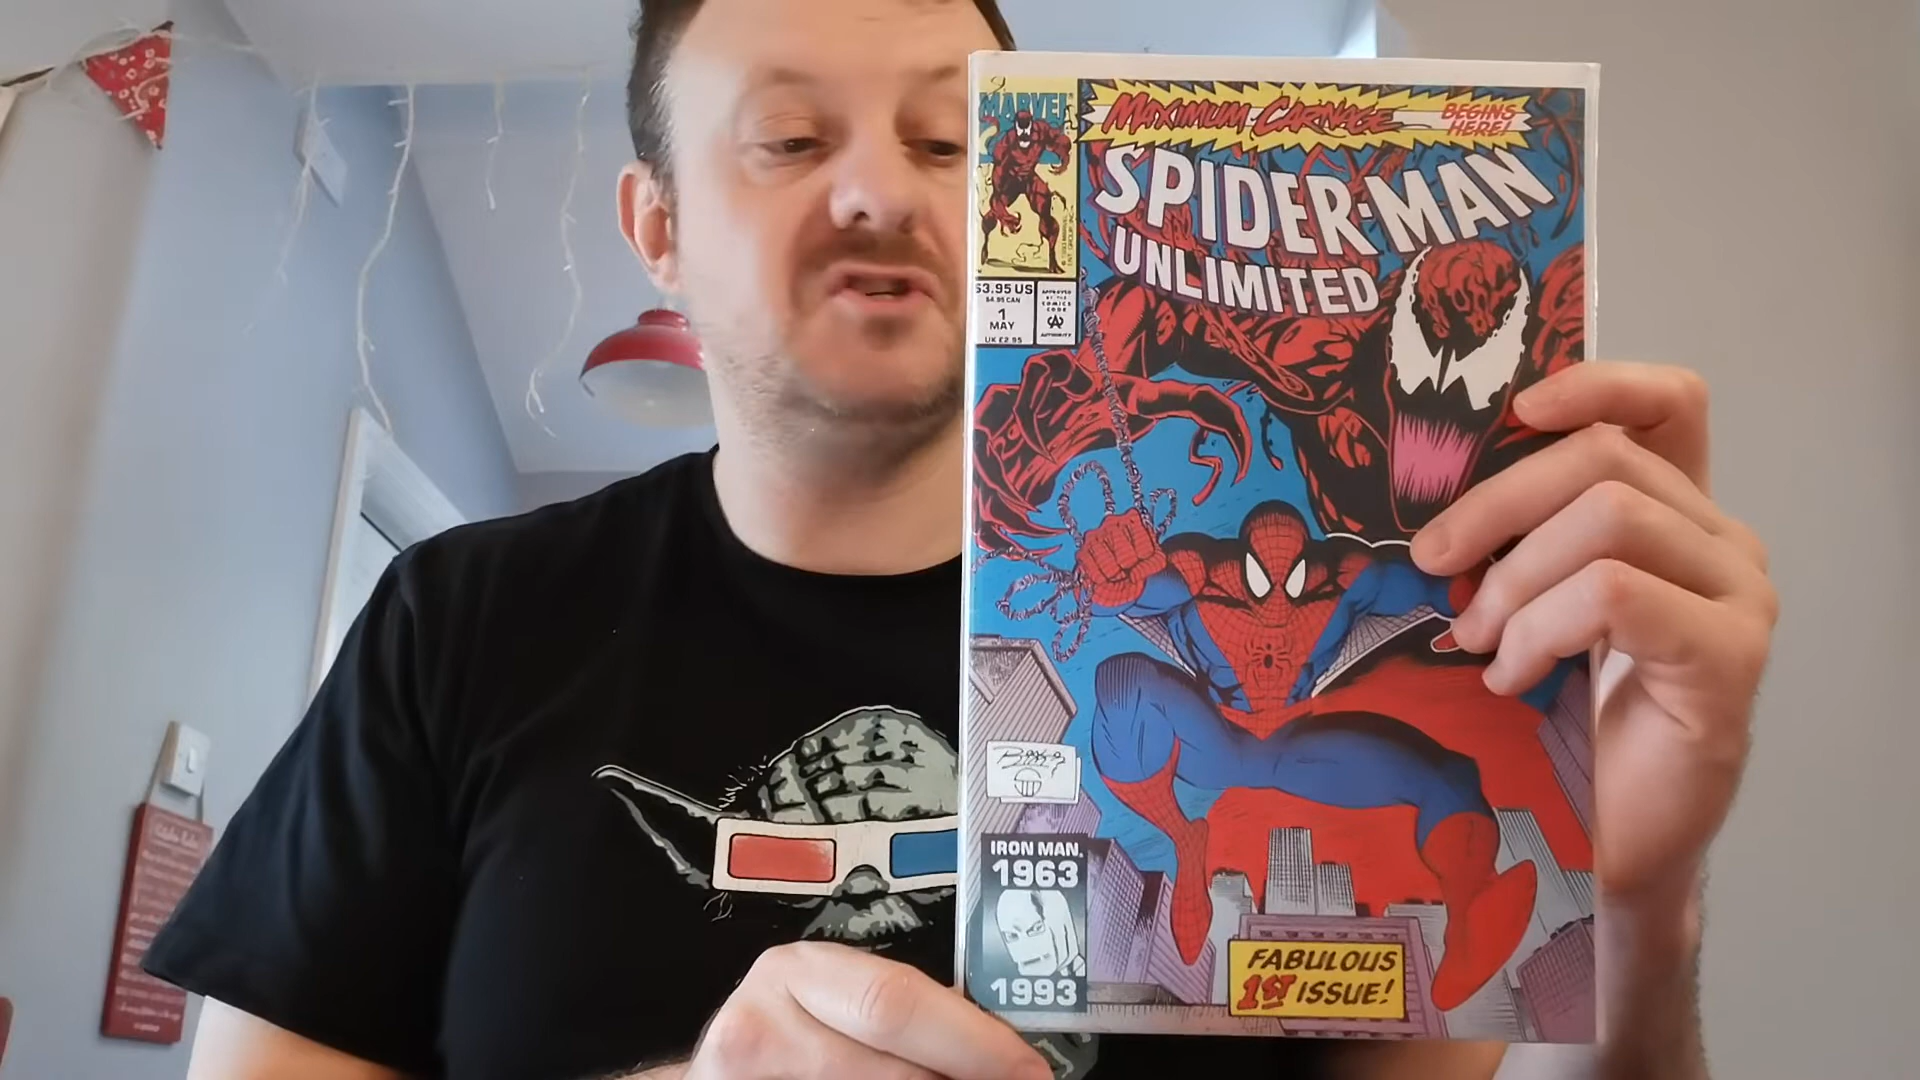 MARVEL
MAXIMUM CARNAGE
BEGINS
HERE!
SPIDER-MAN
UNLIMITED
$3.95 US
$4.95 CAN
1
MAY
UK £2.95
APPROVED
BY THE
COMICS
CODE
AUTHORITY
IRON MAN
1963
1993
FABULOUS
1ST ISSUE!